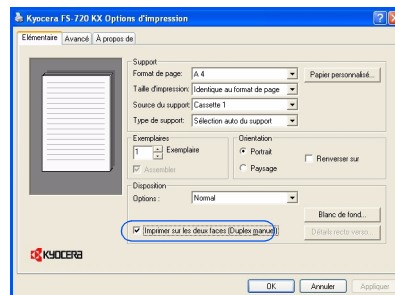 Kyocera FS-720 KX Options d'impression
Elémentaire Avancé À propos de
Support
Format de page: A 4 Papier personnalisé...
Taille d'impression: Identique au format de page
Source du support: Cassette 1
Type de support: Sélection auto du support
Exemplaires Orientation
1 Exemplaire Portrait
Renverser sur
Assembler Paysage
Disposition
Options : Normal
Blanc de fond...
Imprimer sur les deux faces (Duplex manuel) Détails recto verso...
KYOCERA
OK Annuler Appliquer